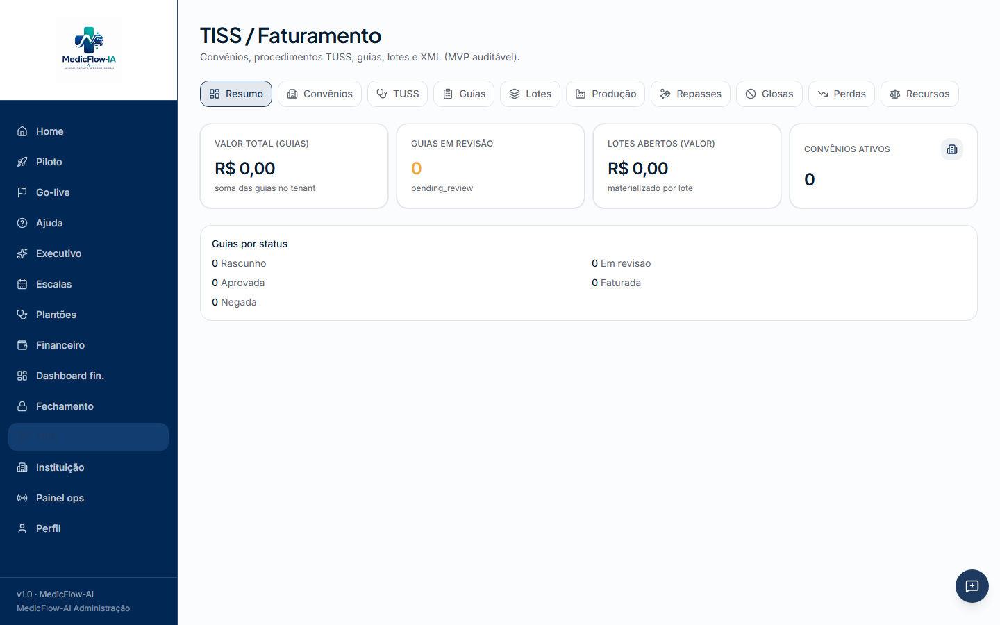 MedicFlow-IA
Home
Piloto
Go-live
Ajuda
Executivo
Escalas
Plantões
Financeiro
Dashboard fin.
Fechamento
Instituição
Painel ops
Perfil
v1.0 · MedicFlow-AI
MedicFlow-AI Administração
TISS / Faturamento
Convênios, procedimentos TUSS, guias, lotes e XML (MVP auditável).
Resumo Convênios TUSS Guias Lotes Produção Repasses Glosas Perdas Recursos
VALOR TOTAL (GUIAS)
R$ 0,00
soma das guias no tenant
GUIAS EM REVISÃO
0
pending_review
LOTES ABERTOS (VALOR)
R$ 0,00
materializado por lote
CONVÊNIOS ATIVOS
0
Guias por status
0 Rascunho
0 Em revisão
0 Aprovada
0 Faturada
0 Negada